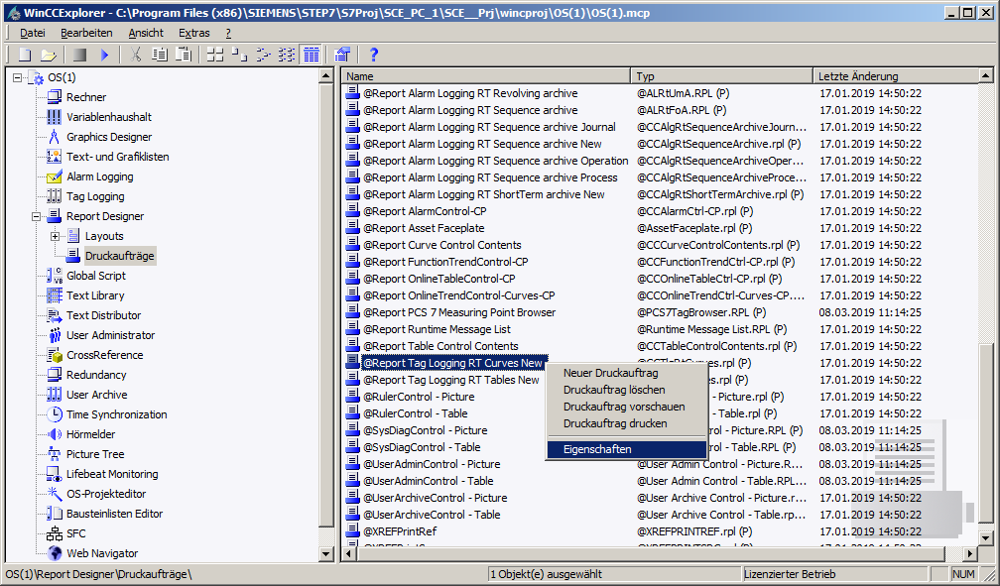 WinCCExplorer - C:\Program Files (x86)\SIEMENS\STEP7\S7Proj\SCE_PC_1\SCE__Prj\wincproj\OS(1)\OS(1).mcp
Datei Bearbeiten Ansicht Extras ?
OS(1)
Rechner
Variablenhaushalt
Graphics Designer
Text- und Grafiklisten
Alarm Logging
Tag Logging
Report Designer
Layouts
Druckaufträge
Global Script
Text Library
Text Distributor
User Administrator
CrossReference
Redundancy
User Archive
Time Synchronization
Hörmelder
Picture Tree
Lifebeat Monitoring
OS-Projekteditor
Bausteinlisten Editor
SFC
Web Navigator
Name Typ Letzte Änderung
@Report Alarm Logging RT Revolving archive @ALRtUmA.RPL (P) 17.01.2019 14:50:22
@Report Alarm Logging RT Sequence archive @ALRtFoA.RPL (P) 17.01.2019 14:50:22
@Report Alarm Logging RT Sequence archive Journal @CCAlgRtSequenceArchiveJourn... 17.01.2019 14:50:22
@Report Alarm Logging RT Sequence archive New @CCAlgRtSequenceArchive.rpl (P) 17.01.2019 14:50:22
@Report Alarm Logging RT Sequence archive Operation @CCAlgRtSequenceArchiveOper... 17.01.2019 14:50:22
@Report Alarm Logging RT Sequence archive Process @CCAlgRtSequenceArchiveProce... 17.01.2019 14:50:22
@Report Alarm Logging RT ShortTerm archive New @CCAlgRtShortTermArchive.rpl (P) 17.01.2019 14:50:22
@Report AlarmControl-CP @CCAlarmCtrl-CP.rpl (P) 17.01.2019 14:50:22
@Report Asset Faceplate @AssetFaceplate.rpl (P) 17.01.2019 14:50:22
@Report Curve Control Contents @CCCurveControlContents.rpl (P) 17.01.2019 14:50:22
@Report FunctionTrendControl-CP @CCFunctionTrendCtrl-CP.rpl (P) 17.01.2019 14:50:22
@Report OnlineTableControl-CP @CCOnlineTableCtrl-CP.rpl (P) 17.01.2019 14:50:22
@Report OnlineTrendControl-Curves-CP @CCOnlineTrendCtrl-Curves-CP.... 17.01.2019 14:50:22
@Report PCS 7 Measuring Point Browser @PCS7TagBrowser.RPL (P) 08.03.2019 11:14:25
@Report Runtime Message List @Runtime Message List.RPL (P) 17.01.2019 14:50:22
@Report Table Control Contents @CCTableControlContents.rpl (P) 17.01.2019 14:50:22
@Report Tag Logging RT Curves New 17.01.2019 14:50:22
@Report Tag Logging RT Tables New es.rpl (P) 17.01.2019 14:50:22
@RulerControl - Picture - Picture.rpl (P) 17.01.2019 14:50:22
@RulerControl - Table - Table.rpl (P) 17.01.2019 14:50:22
@SysDiagControl - Picture ol - Picture.RPL (P) 08.03.2019 11:14:25
@SysDiagControl - Table ol - Table.RPL (P) 08.03.2019 11:14:25
@UserAdminControl - Picture @User Admin Control - Picture.R... 08.03.2019 11:14:25
@UserAdminControl - Table @User Admin Control - Table.RPL... 08.03.2019 11:14:25
@UserArchiveControl - Picture @User Archive Control - Picture.r... 17.01.2019 14:50:22
@UserArchiveControl - Table @User Archive Control - Table.rp... 17.01.2019 14:50:22
@XREFPrintRef @XREFPRINTREF.rpl (P) 17.01.2019 14:50:22
Neuer Druckauftrag
Druckauftrag löschen
Druckauftrag vorschauen
Druckauftrag drucken
Eigenschaften
OS(1)\Report Designer\Druckaufträge\ 1 Objekt(e) ausgewählt Lizenzierter Betrieb NUM